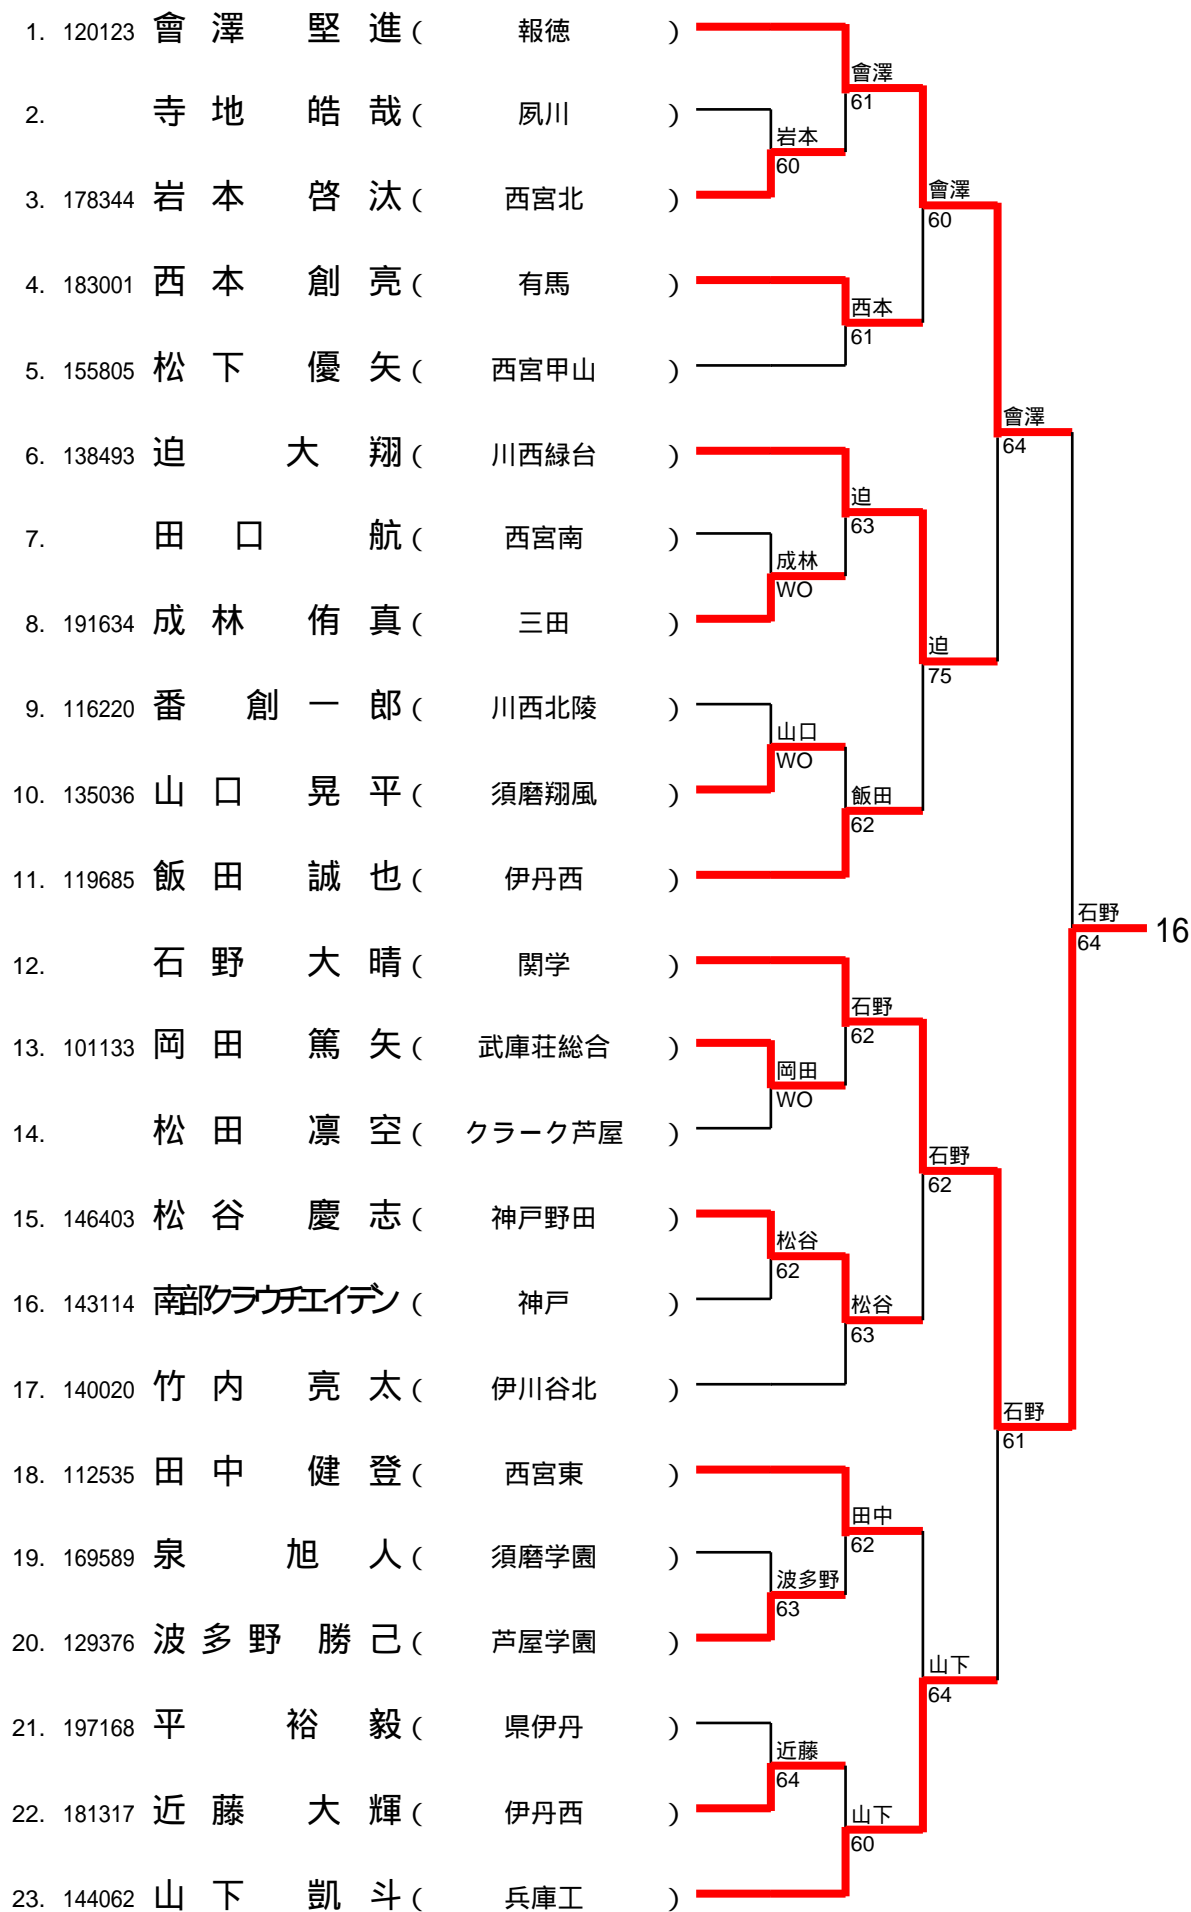 1. 120123 會澤 堅進 ( 報徳 )
會澤
61
2. 寺地 皓哉 ( 夙川 )
岩本
60
3. 178344 岩本 啓汰 ( 西宮北 )
會澤
60
4. 183001 西本 創亮 ( 有馬 )
西本
61
5. 155805 松下 優矢 ( 西宮甲山 )
會澤
64
6. 138493 迫 大翔 ( 川西緑台 )
迫
63
7. 田口 航 ( 西宮南 )
成林
WO
8. 191634 成林 侑真 ( 三田 )
迫
75
9. 116220 番 創一郎 ( 川西北陵 )
山口
WO
10. 135036 山口 晃平 ( 須磨翔風 )
飯田
62
11. 119685 飯田 誠也 ( 伊丹西 )
石野
64
16
12. 石野 大晴 ( 関学 )
石野
62
13. 101133 岡田 篤矢 ( 武庫荘総合 )
岡田
WO
14. 松田 凛空 ( クラーク芦屋 )
石野
62
15. 146403 松谷 慶志 ( 神戸野田 )
松谷
62
16. 143114 南部クラウチエイデン ( 神戸 )
松谷
63
17. 140020 竹内 亮太 ( 伊川谷北 )
石野
61
18. 112535 田中 健登 ( 西宮東 )
田中
62
19. 169589 泉 旭人 ( 須磨学園 )
波多野
63
20. 129376 波多野 勝己 ( 芦屋学園 )
山下
64
21. 197168 平 裕毅 ( 県伊丹 )
近藤
64
22. 181317 近藤 大輝 ( 伊丹西 )
山下
60
23. 144062 山下 凱斗 ( 兵庫工 )